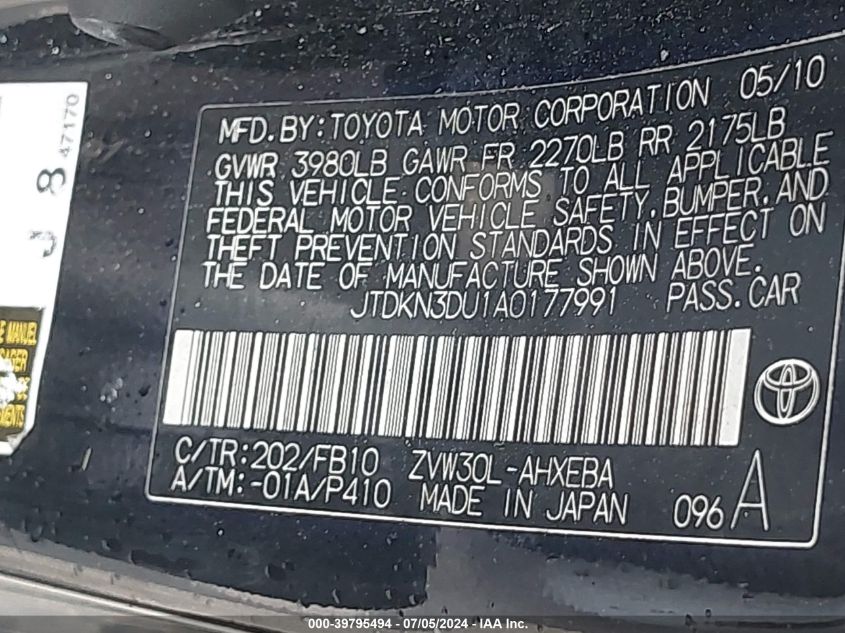 MFD. BY: TOYOTA MOTOR CORPORATION 05/10
GVWR 3980LB GAWR FR 2270LB RR 2175LB
THIS VEHICLE CONFORMS TO ALL APPLICABLE
FEDERAL MOTOR VEHICLE SAFETY, BUMPER, AND
THEFT PREVENTION STANDARDS IN EFFECT ON
THE DATE OF MANUFACTURE SHOWN ABOVE.
JTDKN3DU1A0177991 PASS. CAR
C/TR: 202/FB10 ZVW30L-AHXEBA
A/TM: -01A/P410 MADE IN JAPAN 096 A
J 8
47170
MANUEL
000-39795494 - 07/05/2024 - IAA Inc.